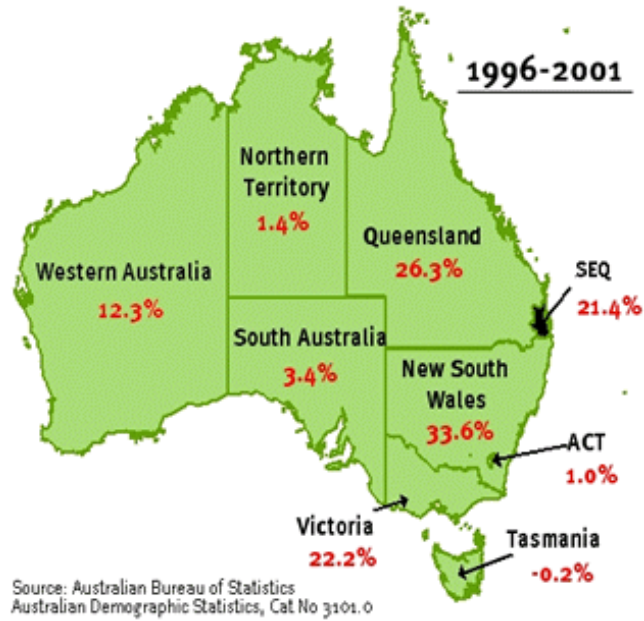 1996-2001
Northern
Territory
1.4%
Queensland
26.3%
SEQ
21.4%
Western Australia
12.3%
South Australia
3.4%
New South
Wales
33.6%
ACT
1.0%
Victoria
22.2%
Tasmania
-0.2%
Source: Australian Bureau of Statistics
Australian Demographic Statistics, Cat No 3101.0